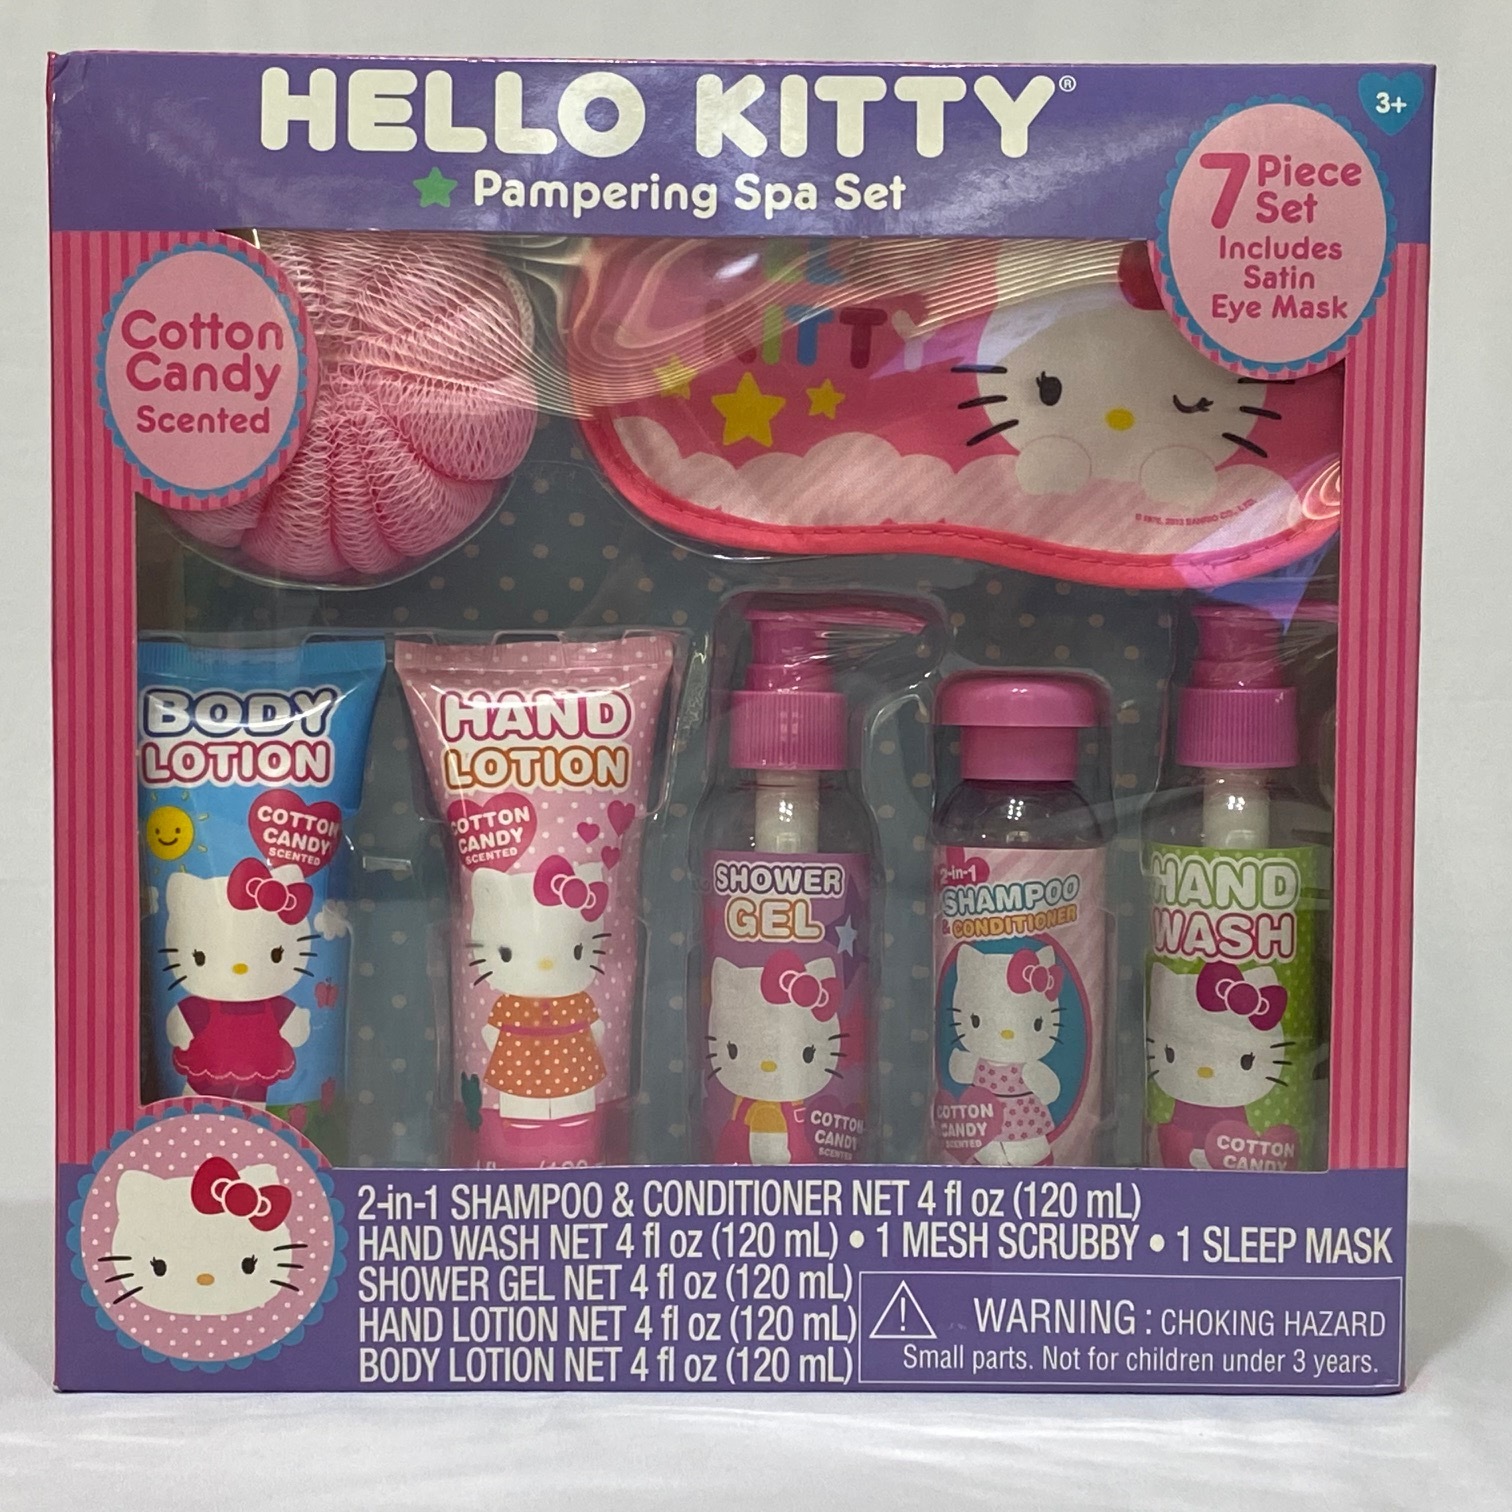 HELLO KITTY®
Pampering Spa Set
3+
7 Piece
Set
Includes
Satin
Eye Mask
Cotton
Candy
Scented
KITTY
BODY
LOTION
COTTON
CANDY
SCENTED
HAND
LOTION
COTTON
CANDY
SCENTED
SHOWER
GEL
COTTON
CANDY
SCENTED
2-in-1
SHAMPOO
& CONDITIONER
COTTON
CANDY
SCENTED
HAND
WASH
COTTON
CANDY
2-in-1 SHAMPOO & CONDITIONER NET 4 fl oz (120 mL)
HAND WASH NET 4 fl oz (120 mL) • 1 MESH SCRUBBY • 1 SLEEP MASK
SHOWER GEL NET 4 fl oz (120 mL)
HAND LOTION NET 4 fl oz (120 mL)
BODY LOTION NET 4 fl oz (120 mL)
WARNING : CHOKING HAZARD
Small parts. Not for children under 3 years.